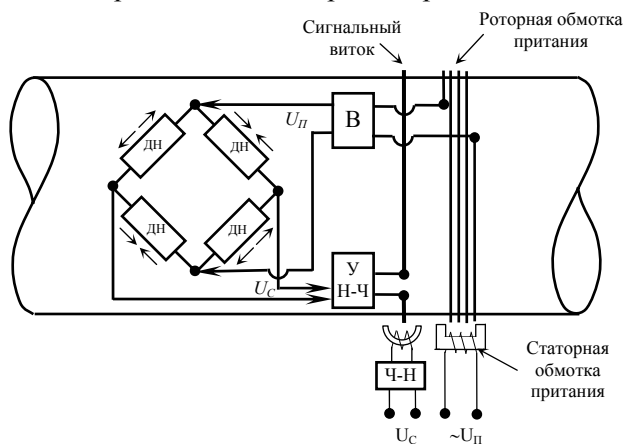 Сигнальный
виток
Роторная обмотка
притания
U_П
В
ДН
ДН
ДН
ДН
U_С
У
Н-Ч
Ч-Н
Статорная
обмотка
притания
U_С
~U_П